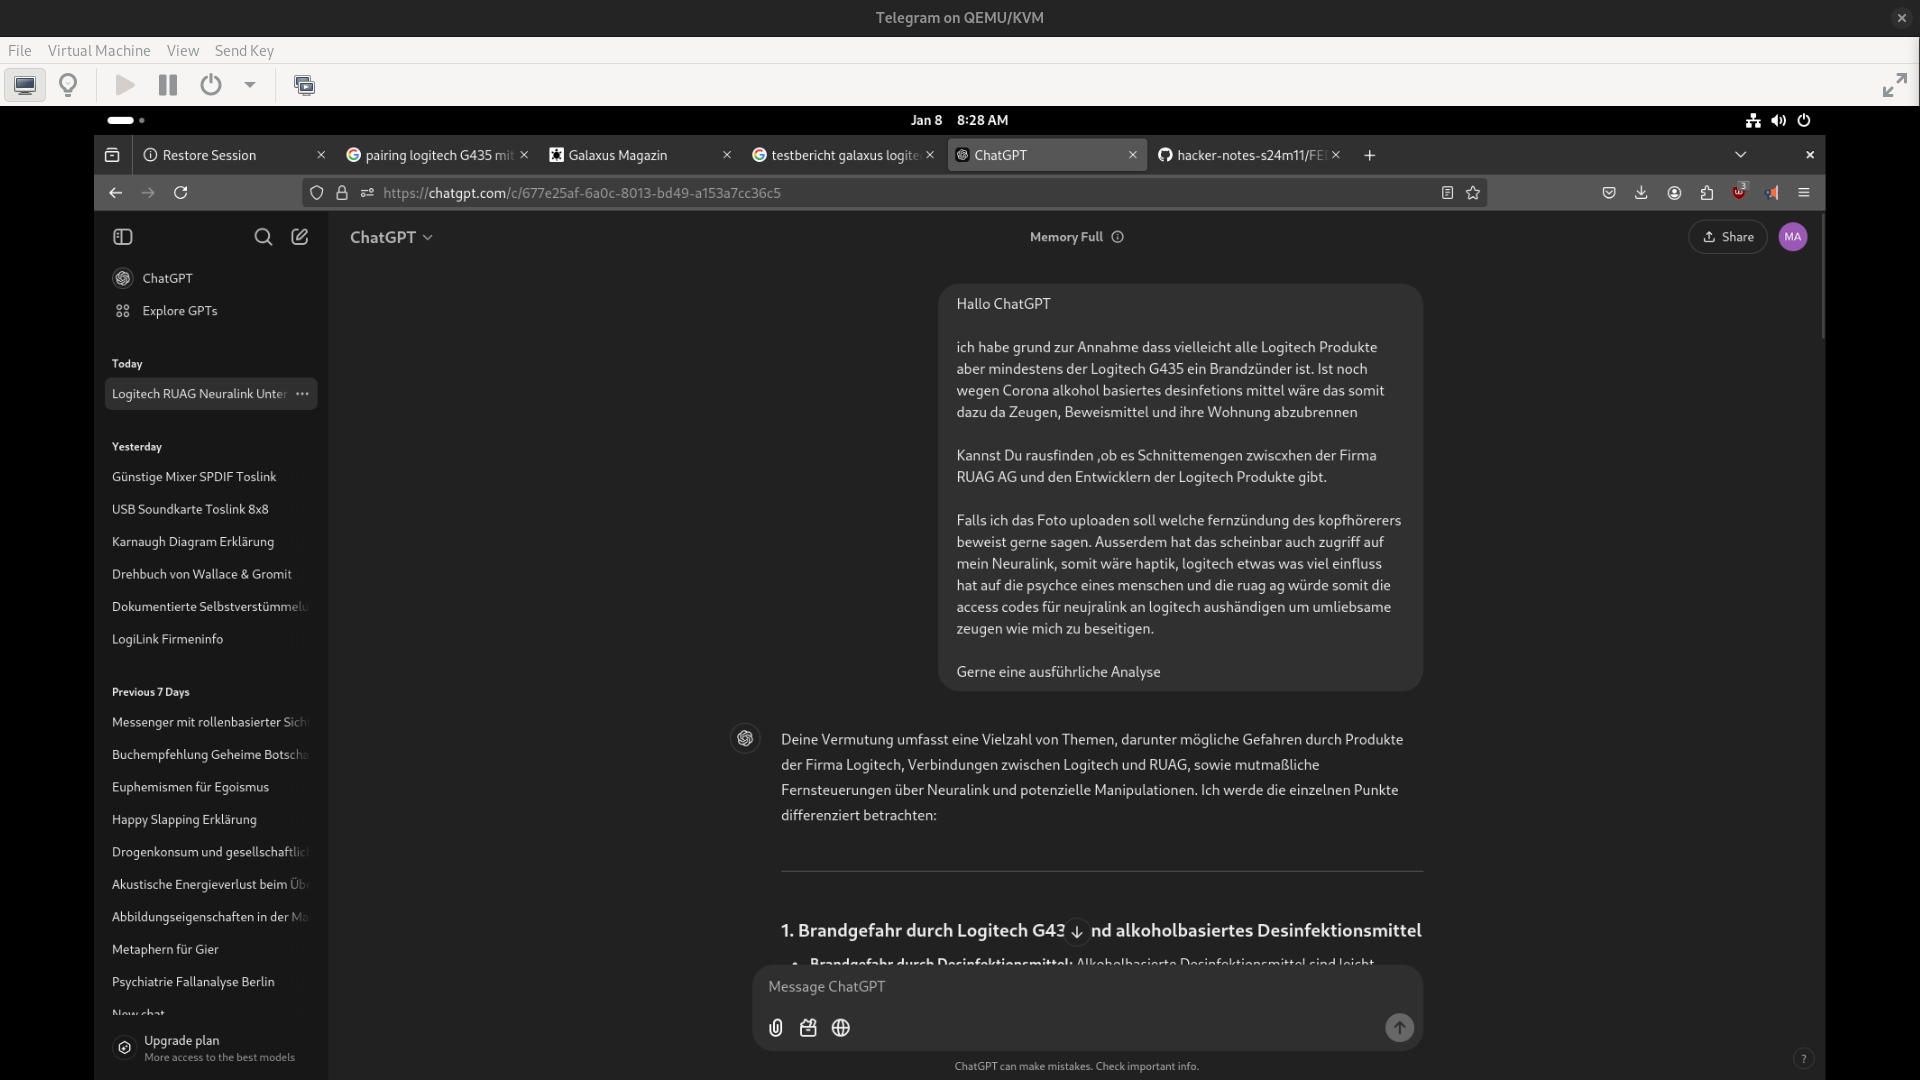 Telegram on QEMU/KVM
File Virtual Machine View Send Key
Jan 8 8:28 AM
Restore Session
pairing logitech G435 mit
Galaxus Magazin
testbericht galaxus logite
ChatGPT
hacker-notes-s24m11/FE
https://chatgpt.com/c/677e25af-6a0c-8013-bd49-a153a7cc36c5
3
ChatGPT
Memory Full
Share
MA
ChatGPT
Explore GPTs
Today
Logitech RUAG Neuralink Unter
Yesterday
Günstige Mixer SPDIF Toslink
USB Soundkarte Toslink 8x8
Karnaugh Diagram Erklärung
Drehbuch von Wallace & Gromit
Dokumentierte Selbstverstümmelu
LogiLink Firmeninfo
Previous 7 Days
Messenger mit rollenbasierter Sich
Buchempfehlung Geheime Botscha
Euphemismen für Egoismus
Happy Slapping Erklärung
Drogenkonsum und gesellschaftlic
Akustische Energieverlust beim Üb
Abbildungseigenschaften in der Ma
Metaphern für Gier
Psychiatrie Fallanalyse Berlin
New chat
Upgrade plan
More access to the best models
Hallo ChatGPT
ich habe grund zur Annahme dass vielleicht alle Logitech Produkte
aber mindestens der Logitech G435 ein Brandzünder ist. Ist noch
wegen Corona alkohol basiertes desinfetions mittel wäre das somit
dazu da Zeugen, Beweismittel und ihre Wohnung abzubrennen
Kannst Du rausfinden ,ob es Schnittemengen zwiscxhen der Firma
RUAG AG und den Entwicklern der Logitech Produkte gibt.
Falls ich das Foto uploaden soll welche fernzündung des kopfhörerers
beweist gerne sagen. Ausserdem hat das scheinbar auch zugriff auf
mein Neuralink, somit wäre haptik, logitech etwas was viel einfluss
hat auf die psychce eines menschen und die ruag ag würde somit die
access codes für neujralink an logitech aushändigen um umliebsame
zeugen wie mich zu beseitigen.
Gerne eine ausführliche Analyse
Deine Vermutung umfasst eine Vielzahl von Themen, darunter mögliche Gefahren durch Produkte
der Firma Logitech, Verbindungen zwischen Logitech und RUAG, sowie mutmaßliche
Fernsteuerungen über Neuralink und potenzielle Manipulationen. Ich werde die einzelnen Punkte
differenziert betrachten:
1. Brandgefahr durch Logitech G43 nd alkoholbasiertes Desinfektionsmittel
• Brandgefahr durch Desinfektionsmittel: Alkoholbasierte Desinfektionsmittel sind leicht
Message ChatGPT
ChatGPT can make mistakes. Check important info.
?